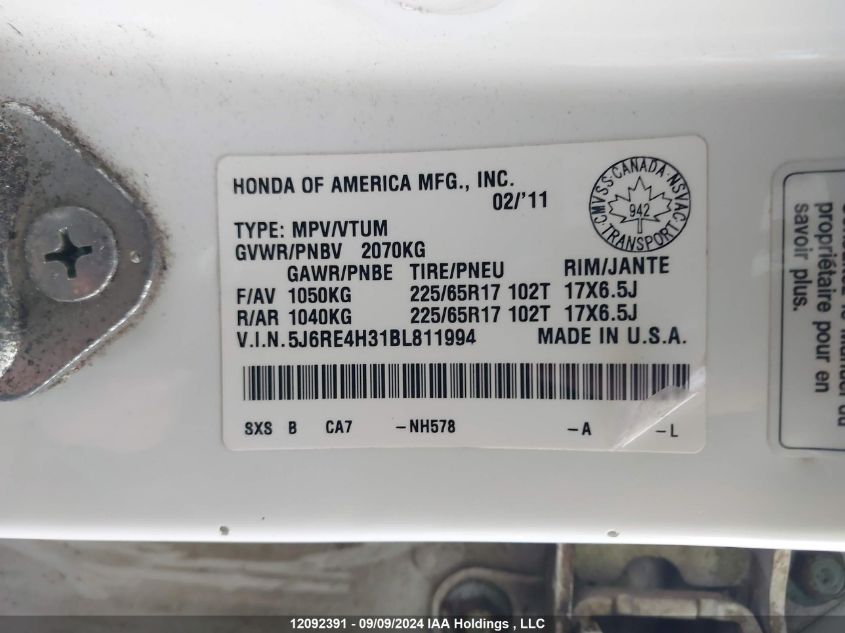 HONDA OF AMERICA MFG., INC.
02/'11
CMVSS·CANADA·NSVAC
942
TRANSPORT
TYPE: MPV/VTUM
GVWR/PNBV 2070KG
GAWR/PNBE TIRE/PNEU RIM/JANTE
F/AV 1050KG 225/65R17 102T 17X6.5J
R/AR 1040KG 225/65R17 102T 17X6.5J
V.I.N. 5J6RE4H31BL811994 MADE IN U.S.A.
SXS B CA7 -NH578 -A -L
propriétaire pour en
savoir plus.
12092391 - 09/09/2024 IAA Holdings , LLC